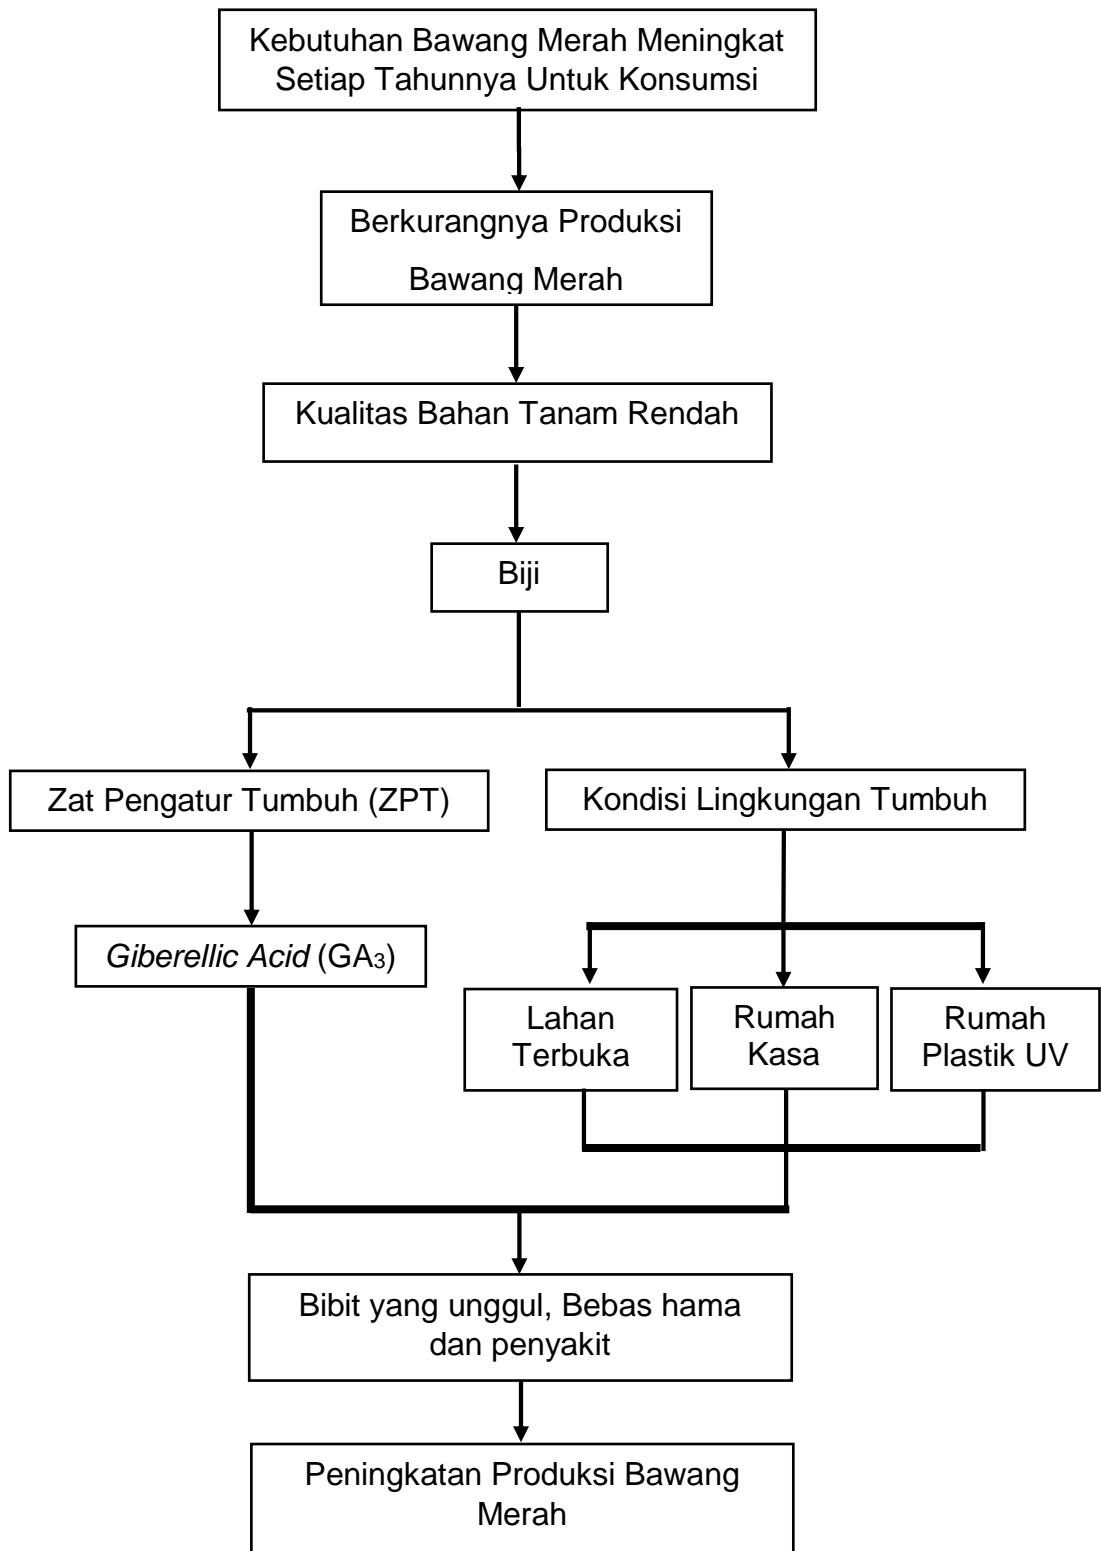 Kebutuhan Bawang Merah Meningkat
Setiap Tahunnya Untuk Konsumsi
Berkurangnya Produksi
Bawang Merah
Kualitas Bahan Tanam Rendah
Biji
Zat Pengatur Tumbuh (ZPT)
Kondisi Lingkungan Tumbuh
Giberellic Acid (GA₃)
Lahan
Terbuka
Rumah
Kasa
Rumah
Plastik UV
Bibit yang unggul, Bebas hama
dan penyakit
Peningkatan Produksi Bawang
Merah